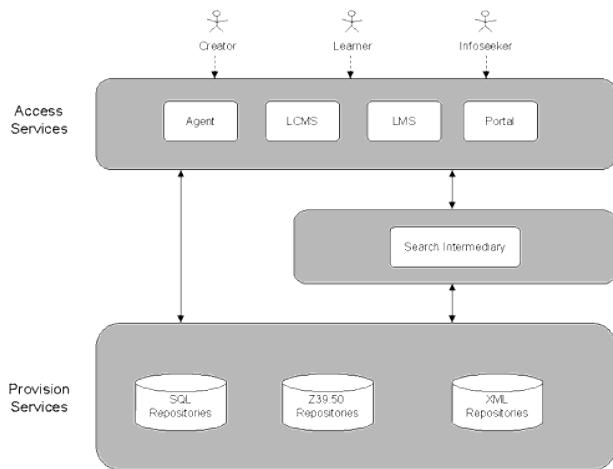 Creator
Learner
Infoseeker
Access
Services
Agent
LCMS
LMS
Portal
Search Intermediary
Provision
Services
SQL
Repositories
Z39.50
Repositories
XML
Repositories